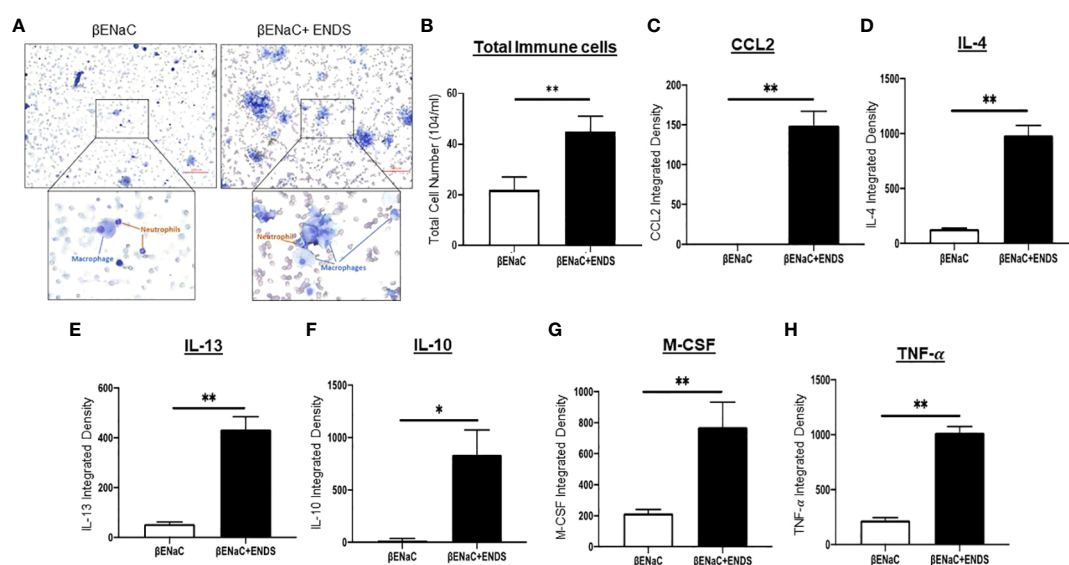 A
βENaC
βENaC+ ENDS
Neutrophils
Macrophage
Neutrophil
Macrophages
B
Total Immune cells
**
Total Cell Number (104/ml)
60
40
20
0
βENaC
βENaC+ENDS
C
CCL2
**
CCL2 Integrated Density
200
150
100
50
0
βENaC
βENaC+ENDS
D
IL-4
**
IL-4 Integrated Density
1500
1000
500
0
βENaC
βENaC+ENDS
E
IL-13
**
IL-13 Integrated Density
600
400
200
0
βENaC
βENaC+ENDS
F
IL-10
*
IL-10 Integrated Density
1500
1000
500
0
βENaC
βENaC+ENDS
G
M-CSF
**
M-CSF Integrated Density
1000
800
600
400
200
0
βENaC
βENaC+ENDS
H
TNF-α
**
TNF-α Integrated Density
1500
1000
500
0
βENaC
βENaC+ENDS